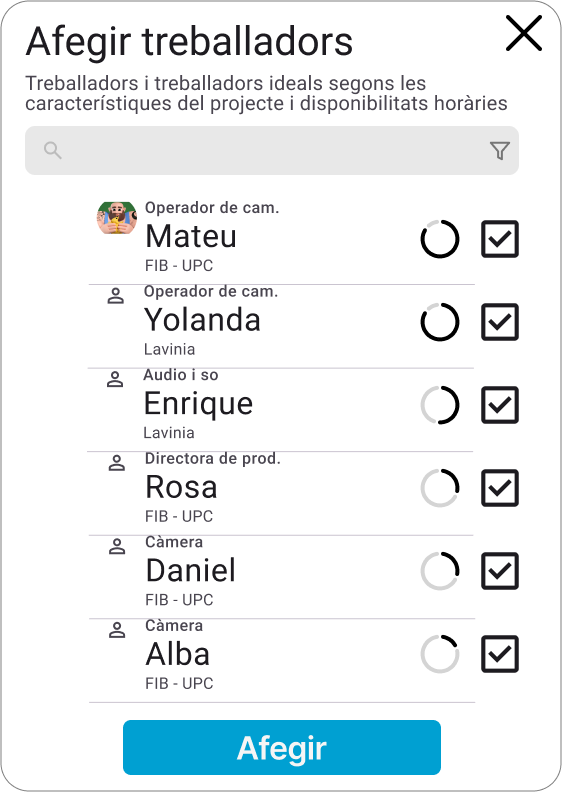 Afegir treballadors
Treballadors i treballadors ideals segons les
característiques del projecte i disponibilitats horàries
Operador de cam.
Mateu
FIB - UPC
Operador de cam.
Yolanda
Lavinia
Audio i so
Enrique
Lavinia
Directora de prod.
Rosa
FIB - UPC
Càmera
Daniel
FIB - UPC
Càmera
Alba
FIB - UPC
Afegir